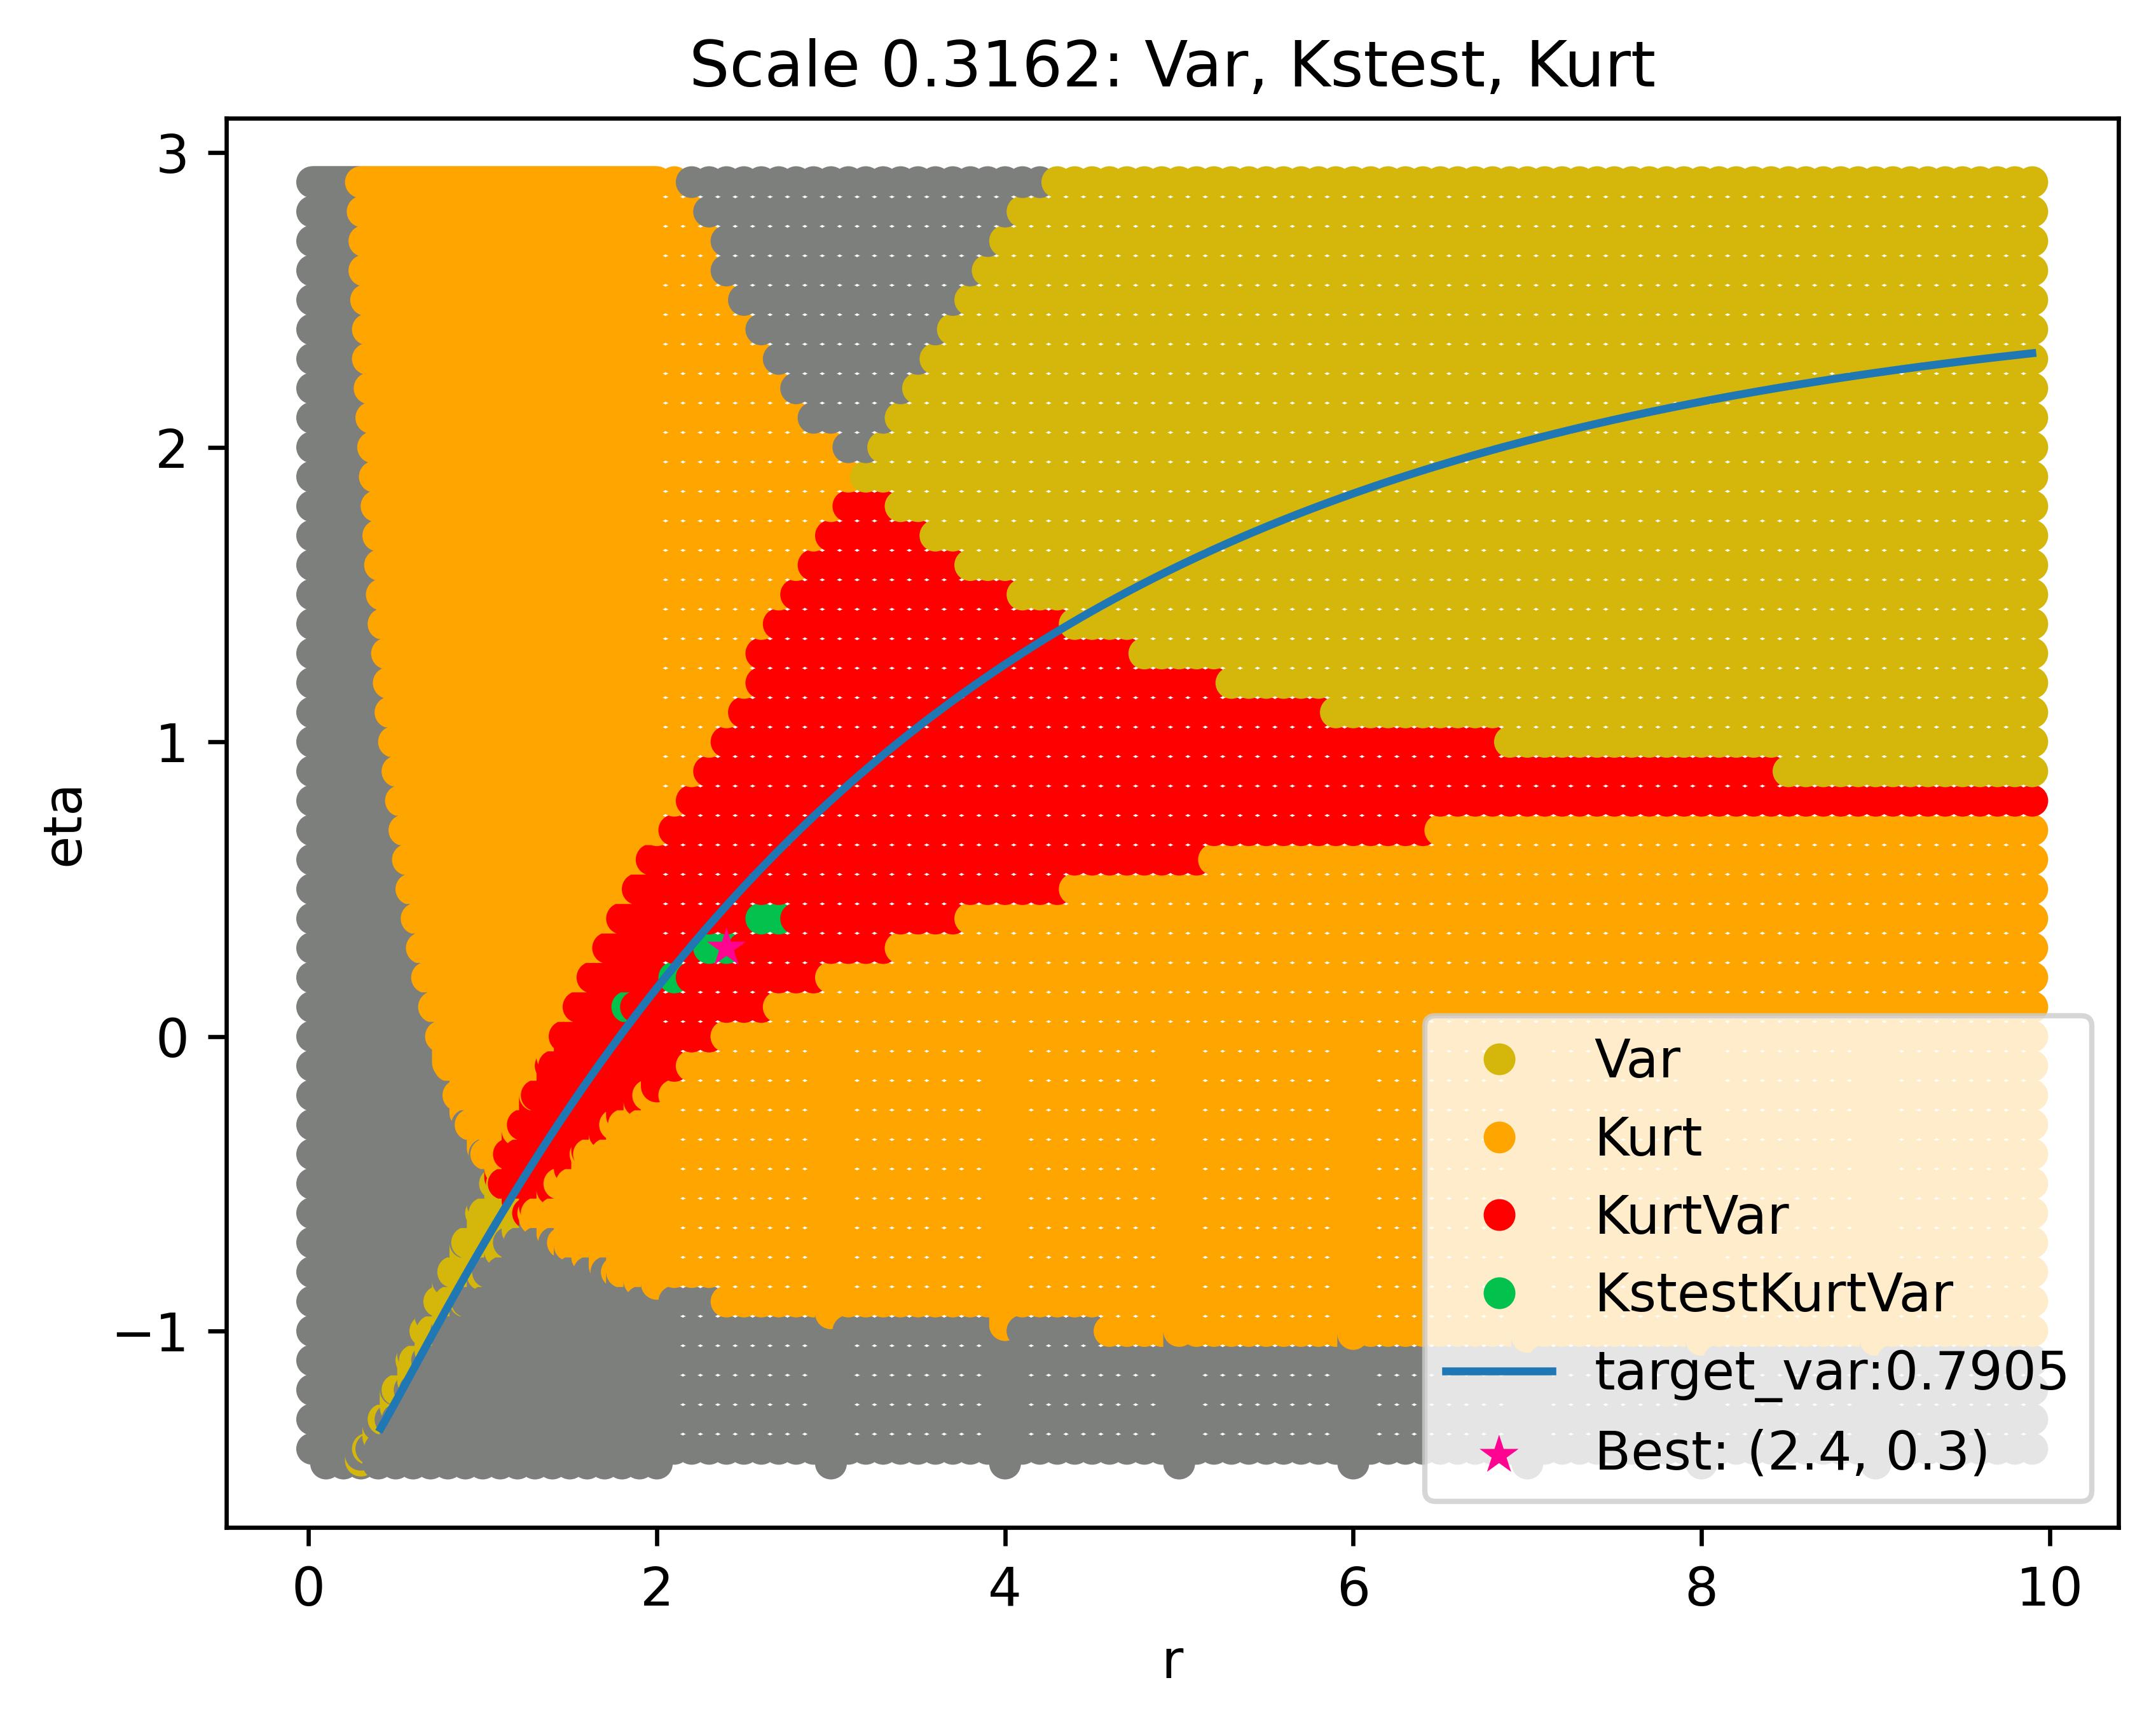 Scale 0.3162: Var, Kstest, Kurt
3
2
1
0
−1
eta
0
2
4
6
8
10
r
Var
Kurt
KurtVar
KstestKurtVar
target_var:0.7905
Best: (2.4, 0.3)